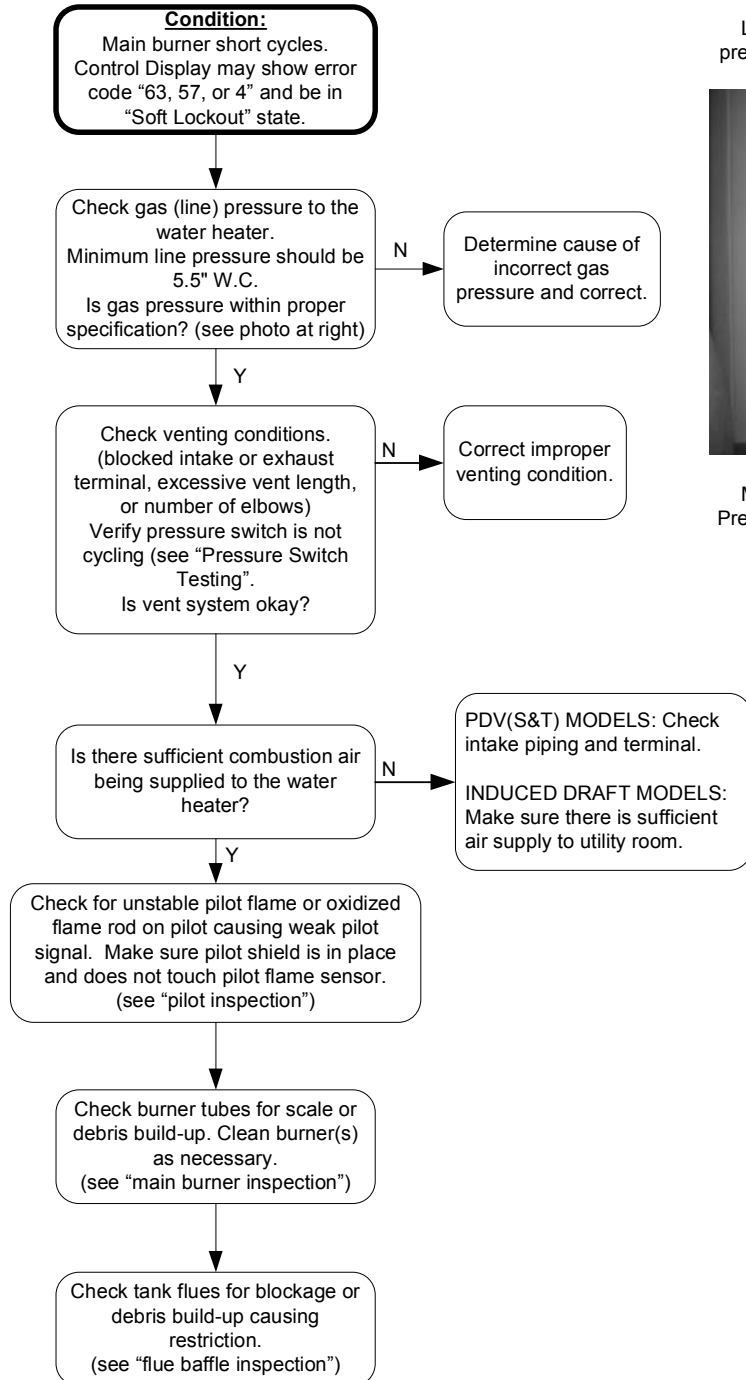 Condition:
Main burner short cycles.
Control Display may show error
code “63, 57, or 4” and be in
“Soft Lockout” state.
Check gas (line) pressure to the
water heater.
Minimum line pressure should be
5.5" W.C.
Is gas pressure within proper
specification? (see photo at right)
N
Determine cause of
incorrect gas
pressure and correct.
Y
Check venting conditions.
(blocked intake or exhaust
terminal, excessive vent length,
or number of elbows)
Verify pressure switch is not
cycling (see “Pressure Switch
Testing”.
Is vent system okay?
N
Correct improper
venting condition.
Y
Is there sufficient combustion air
being supplied to the water
heater?
N
PDV(S&T) MODELS: Check
intake piping and terminal.
INDUCED DRAFT MODELS:
Make sure there is sufficient
air supply to utility room.
Y
Check for unstable pilot flame or oxidized
flame rod on pilot causing weak pilot
signal. Make sure pilot shield is in place
and does not touch pilot flame sensor.
(see “pilot inspection”)
Check burner tubes for scale or
debris build-up. Clean burner(s)
as necessary.
(see “main burner inspection”)
Check tank flues for blockage or
debris build-up causing
restriction.
(see “flue baffle inspection”)